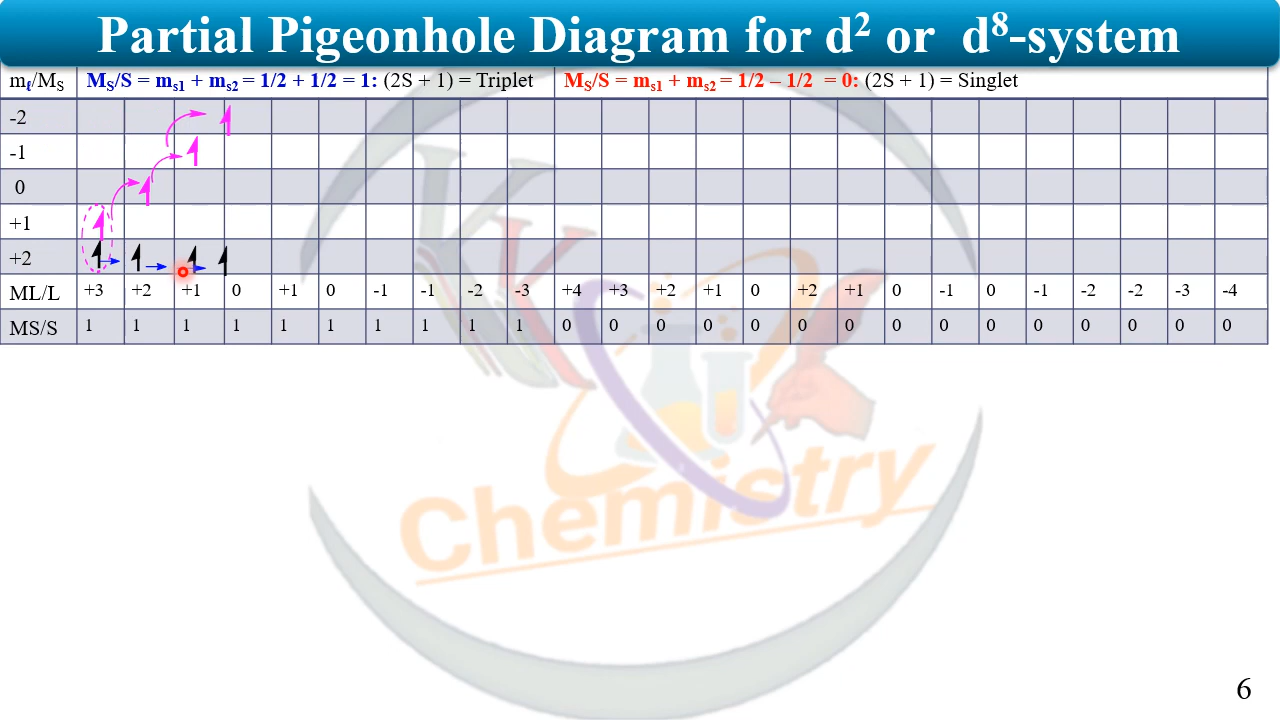 Partial Pigeonhole Diagram for d² or d⁸-system
mℓ/MS MS/S = ms1 + ms2 = 1/2 + 1/2 = 1: (2S + 1) = Triplet MS/S = ms1 + ms2 = 1/2 – 1/2 = 0: (2S + 1) = Singlet
-2
-1
0
+1
+2
ML/L +3 +2 +1 0 +1 0 -1 -1 -2 -3 +4 +3 +2 +1 0 +2 +1 0 -1 0 -1 -2 -2 -3 -4
MS/S 1 1 1 1 1 1 1 1 1 1 0 0 0 0 0 0 0 0 0 0 0 0 0 0 0
Chemistry
6